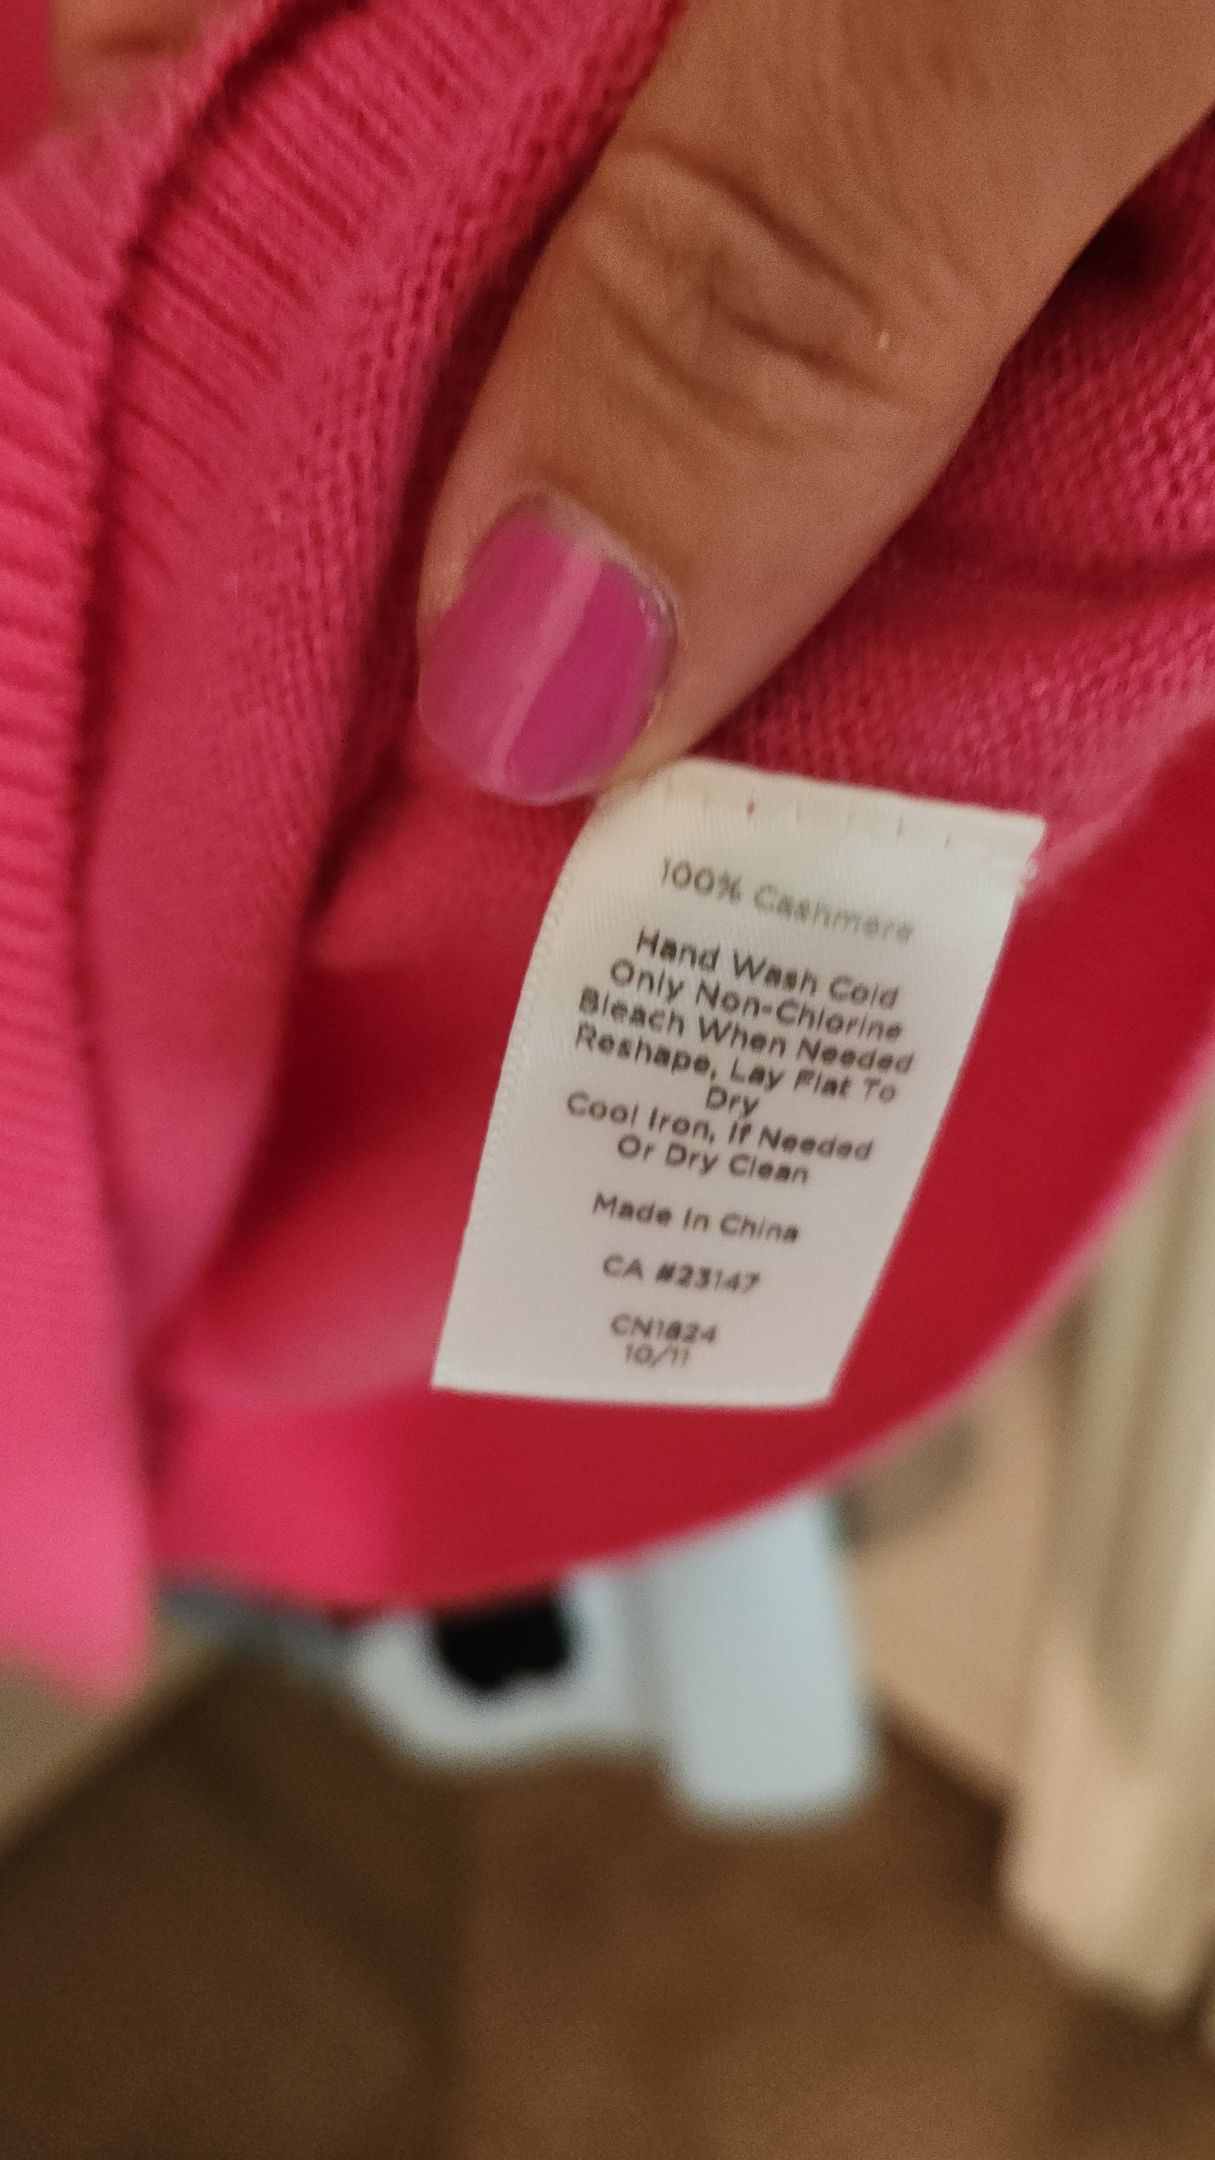 100% Cashmere
Hand Wash Cold
Only Non-Chlorine
Bleach When Needed
Reshape, Lay Flat To
Dry
Cool Iron, If Needed
Or Dry Clean
Made In China
CA #23147
CN1824
10/11